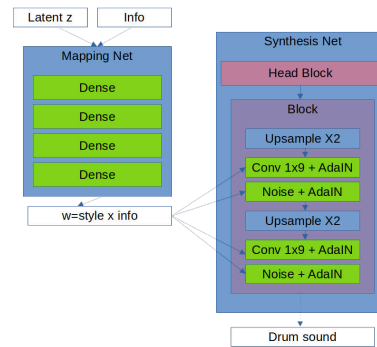 Latent z
Info
Mapping Net
Dense
Dense
Dense
Dense
w=style x info
Synthesis Net
Head Block
Block
Upsample X2
Conv 1x9 + AdaIN
Noise + AdaIN
Upsample X2
Conv 1x9 + AdaIN
Noise + AdaIN
Drum sound